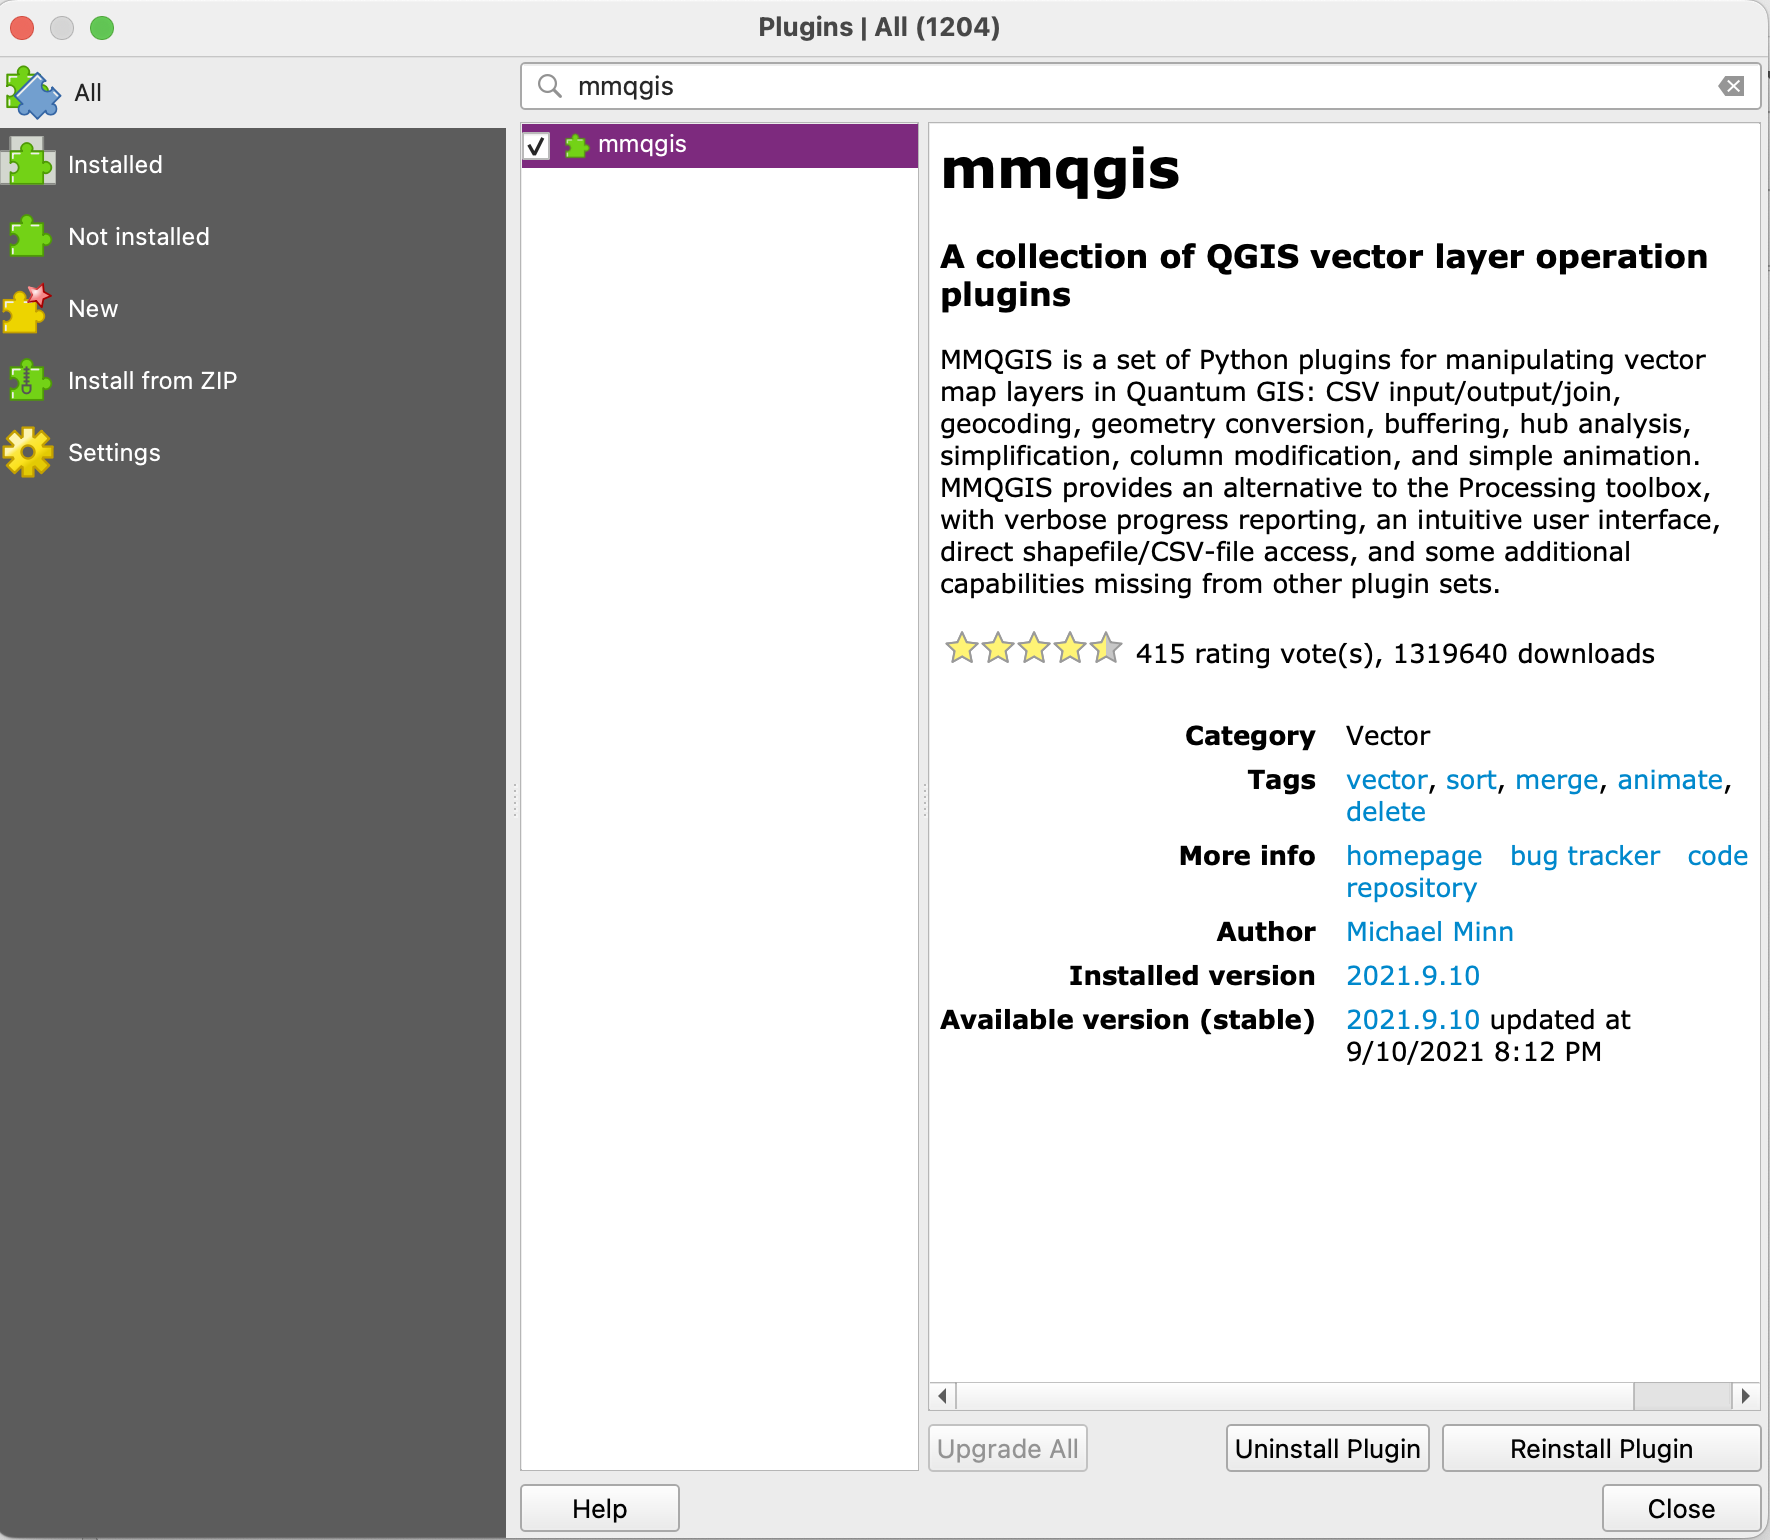 Plugins | All (1204)
All
Installed
Not installed
New
Install from ZIP
Settings
mmqgis
mmqgis
mmqgis
A collection of QGIS vector layer operation
plugins
MMQGIS is a set of Python plugins for manipulating vector
map layers in Quantum GIS: CSV input/output/join,
geocoding, geometry conversion, buffering, hub analysis,
simplification, column modification, and simple animation.
MMQGIS provides an alternative to the Processing toolbox,
with verbose progress reporting, an intuitive user interface,
direct shapefile/CSV-file access, and some additional
capabilities missing from other plugin sets.
415 rating vote(s), 1319640 downloads
Category Vector
Tags vector, sort, merge, animate,
delete
More info homepage bug tracker code
repository
Author Michael Minn
Installed version 2021.9.10
Available version (stable) 2021.9.10 updated at
9/10/2021 8:12 PM
Upgrade All Uninstall Plugin Reinstall Plugin
Help Close